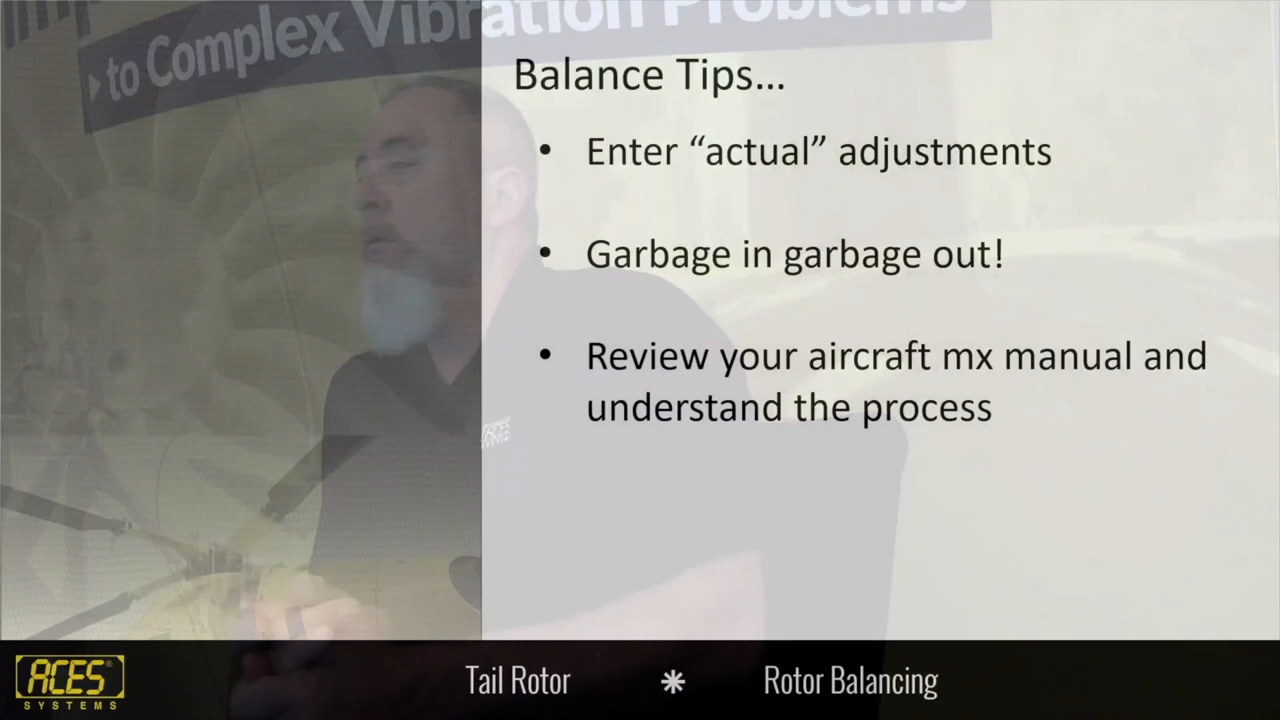 to Complex Vibration Problems
Balance Tips...
• Enter “actual” adjustments
• Garbage in garbage out!
• Review your aircraft mx manual and
understand the process
ACES®
SYSTEMS
Tail Rotor * Rotor Balancing